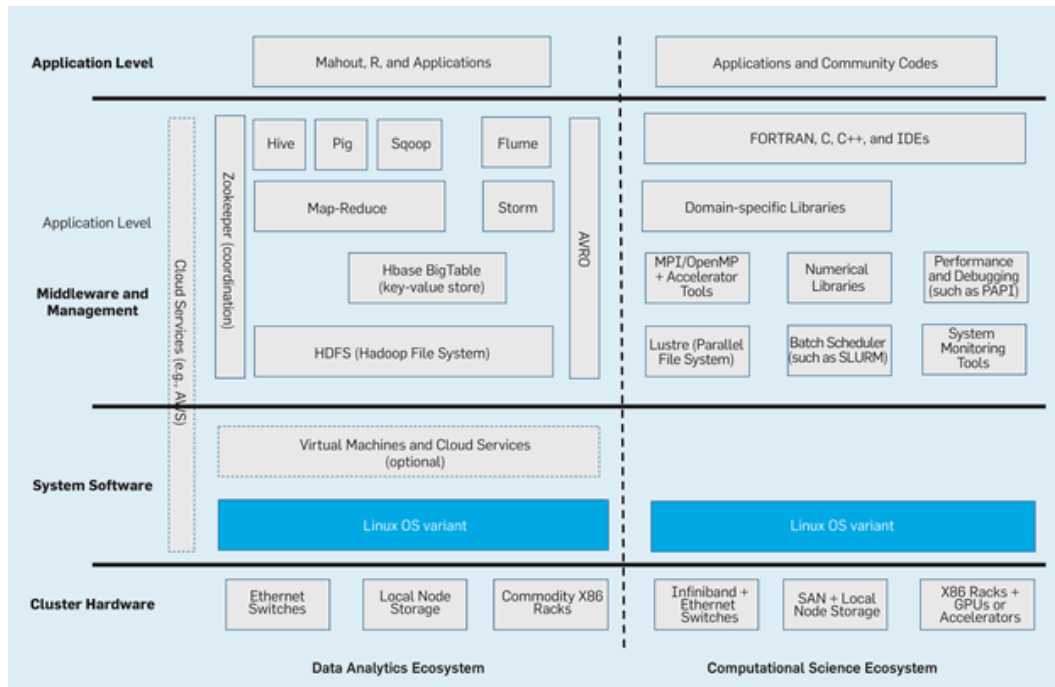 Application Level
Mahout, R, and Applications
Applications and Community Codes
Cloud Services (e.g., AWS)
Zookeeper (coordination)
Hive
Pig
Sqoop
Flume
AVRO
FORTRAN, C, C++, and IDEs
Application Level
Map-Reduce
Storm
Domain-specific Libraries
Middleware and
Management
Hbase BigTable
(key-value store)
MPI/OpenMP
+ Accelerator
Tools
Numerical
Libraries
Performance
and Debugging
(such as PAPI)
HDFS (Hadoop File System)
Lustre (Parallel
File System)
Batch Scheduler
(such as SLURM)
System
Monitoring
Tools
System Software
Virtual Machines and Cloud Services
(optional)
Linux OS variant
Linux OS variant
Cluster Hardware
Ethernet
Switches
Local Node
Storage
Commodity X86
Racks
Infiniband +
Ethernet
Switches
SAN + Local
Node Storage
X86 Racks +
GPUs or
Accelerators
Data Analytics Ecosystem
Computational Science Ecosystem